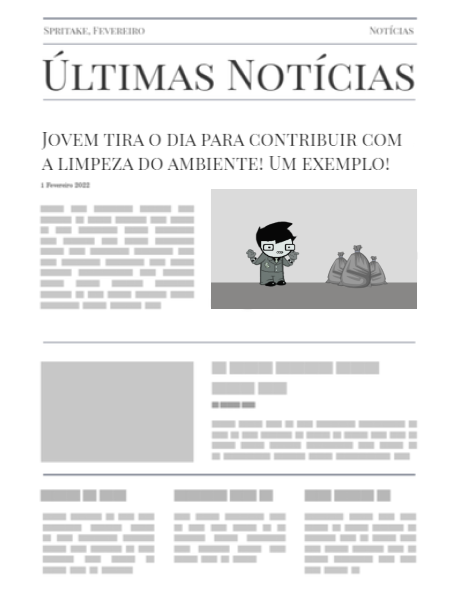 Spritake, Fevereiro
Notícias
Últimas Notícias
Jovem tira o dia para contribuir com
a limpeza do ambiente! Um exemplo!
1 Fevereiro 2022